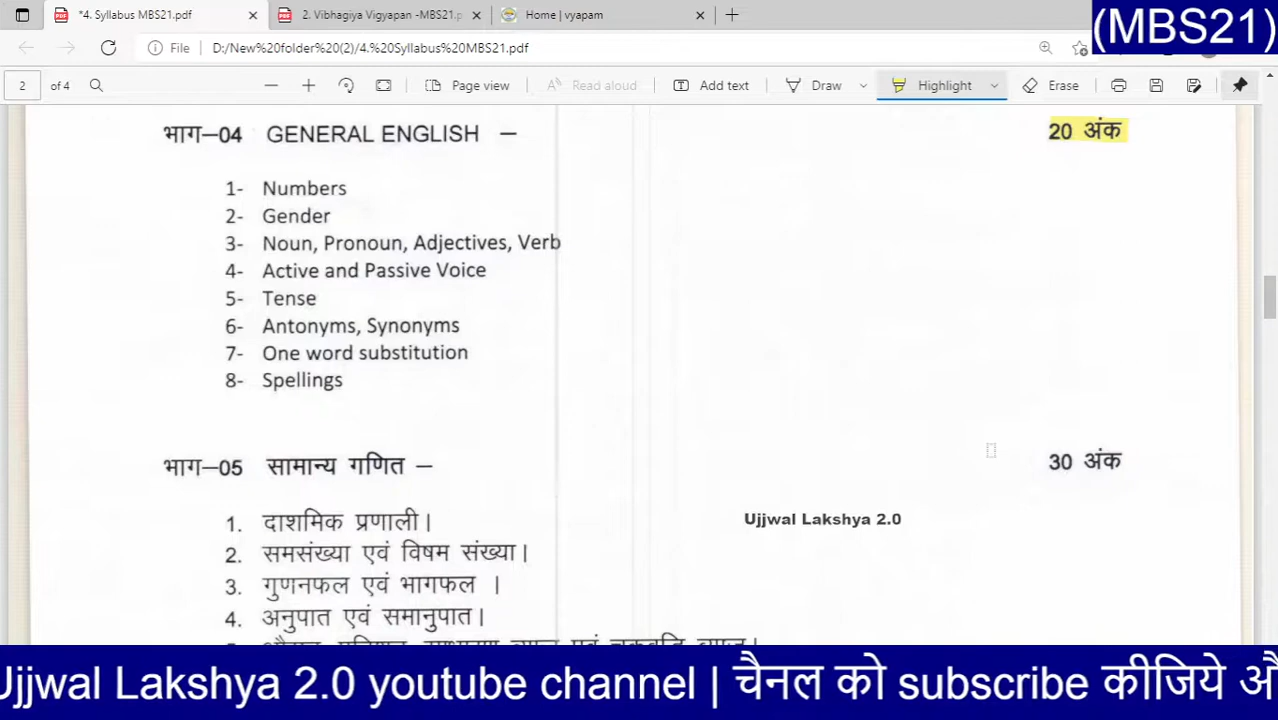 *4. Syllabus MBS21.pdf
2. Vibhagiya Vigyapan -MBS21.p
Home | vyapam
(MBS21)
File D:/New%20folder%20(2)/4.%20Syllabus%20MBS21.pdf
2 of 4 Page view Read aloud Add text Draw Highlight Erase
भाग–04 GENERAL ENGLISH – 20 अंक
1- Numbers
2- Gender
3- Noun, Pronoun, Adjectives, Verb
4- Active and Passive Voice
5- Tense
6- Antonyms, Synonyms
7- One word substitution
8- Spellings
भाग–05 सामान्य गणित – 30 अंक
1. दाशमिक प्रणाली।
Ujjwal Lakshya 2.0
2. समसंख्या एवं विषम संख्या।
3. गुणनफल एवं भागफल ।
4. अनुपात एवं समानुपात।
Ujjwal Lakshya 2.0 youtube channel | चैनल को subscribe कीजिये औ